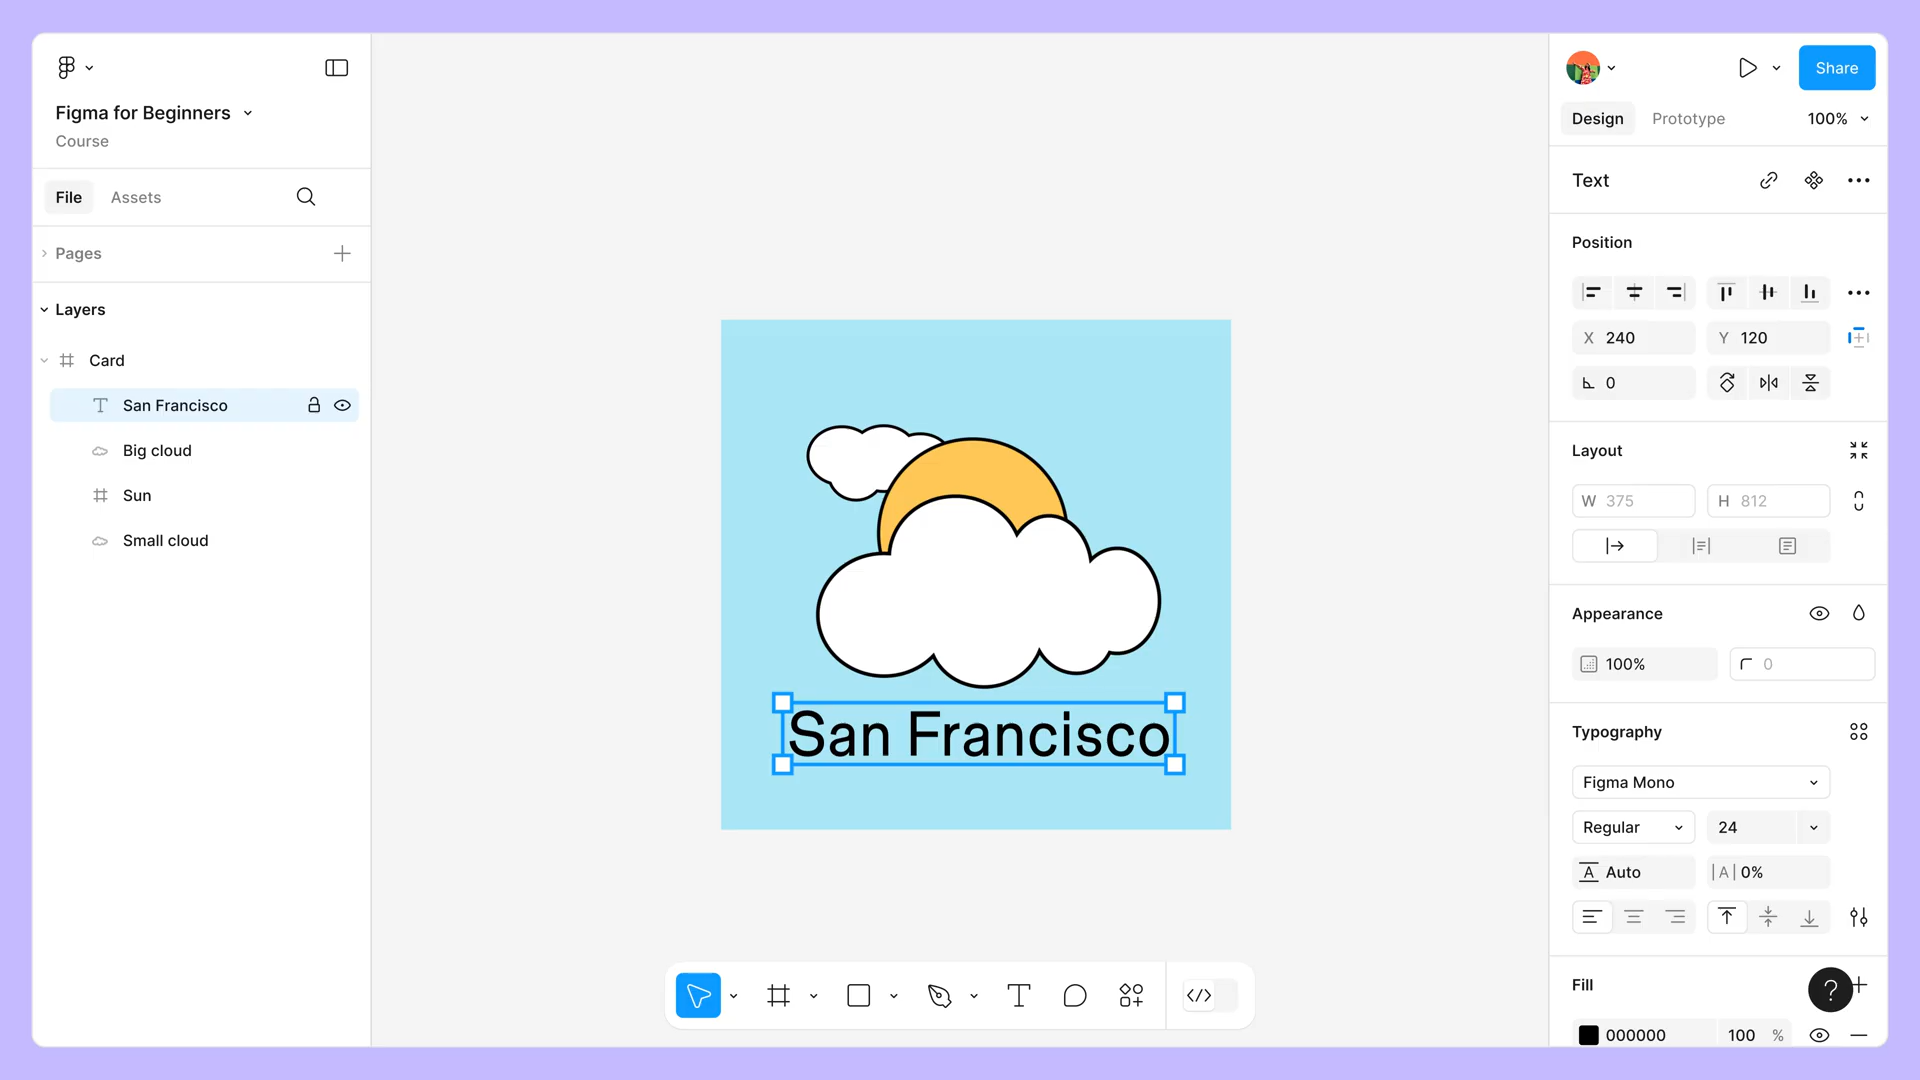 Figma for Beginners
Course
File Assets
Pages
Layers
Card
San Francisco
Big cloud
Sun
Small cloud
San Francisco
Share
Design Prototype 100%
Text
Position
X 240 Y 120
0
Layout
W 375 H 812
Appearance
100% 0
Typography
Figma Mono
Regular 24
A Auto |A| 0%
Fill
?
000000 100 %